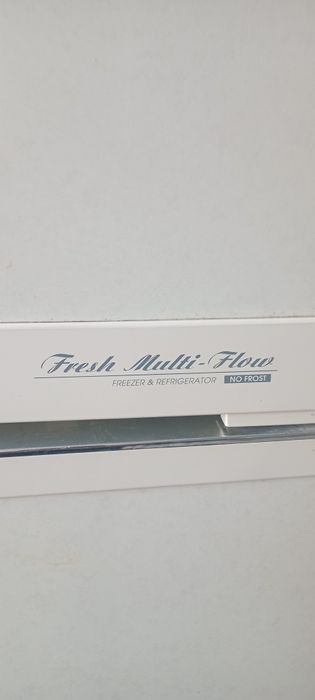 Fresh Multi-Flow
FREEZER & REFRIGERATOR NO FROST